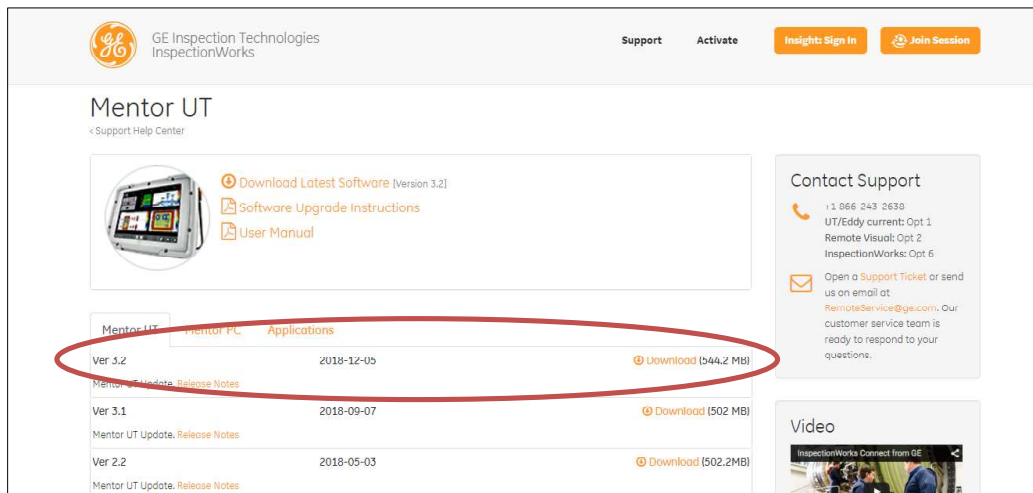 GE Inspection Technologies
InspectionWorks
Support Activate Insight: Sign In Join Session
Mentor UT
< Support Help Center
Download Latest Software [Version 3.2]
Software Upgrade Instructions
User Manual
Contact Support
+1 866 243 2638
UT/Eddy current: Opt 1
Remote Visual: Opt 2
InspectionWorks: Opt 6
Open a Support Ticket or send
us an email at
RemoteService@ge.com. Our
customer service team is
ready to respond to your
questions.
Mentor UT Mentor PC Applications
Ver 3.2 2018-12-05 Download (544.2 MB)
Mentor UT Update. Release Notes
Ver 3.1 2018-09-07 Download (502 MB)
Mentor UT Update. Release Notes
Ver 2.2 2018-05-03 Download (502.2MB)
Mentor UT Update. Release Notes
Video
InspectionWorks Connect from GE